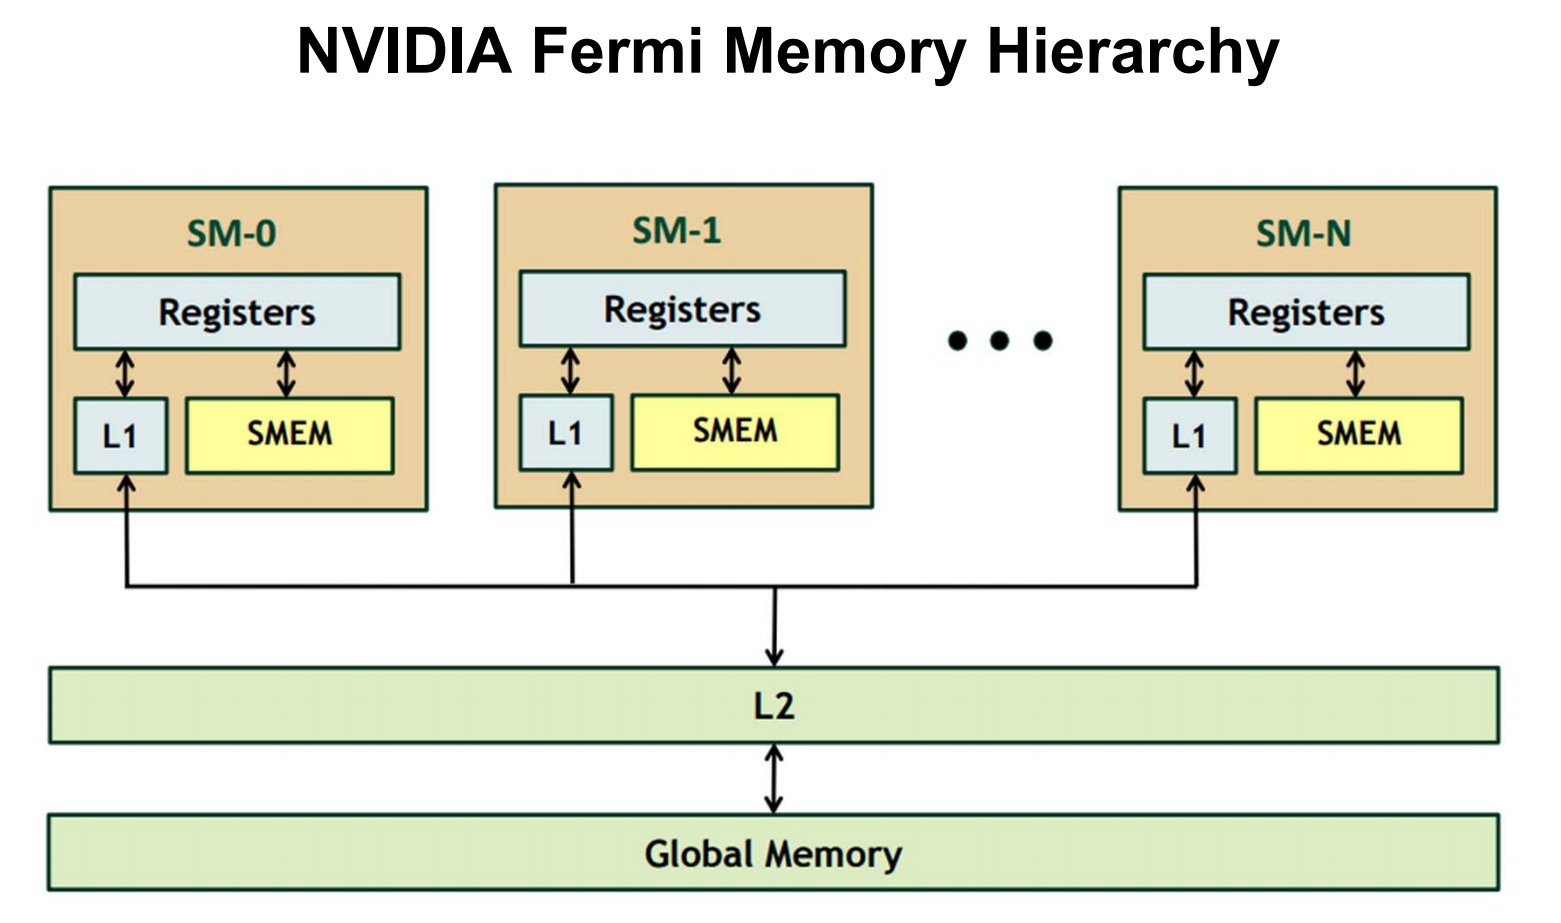 NVIDIA Fermi Memory Hierarchy
SM-0
Registers
L1
SMEM
SM-1
Registers
L1
SMEM
SM-N
Registers
L1
SMEM
L2
Global Memory